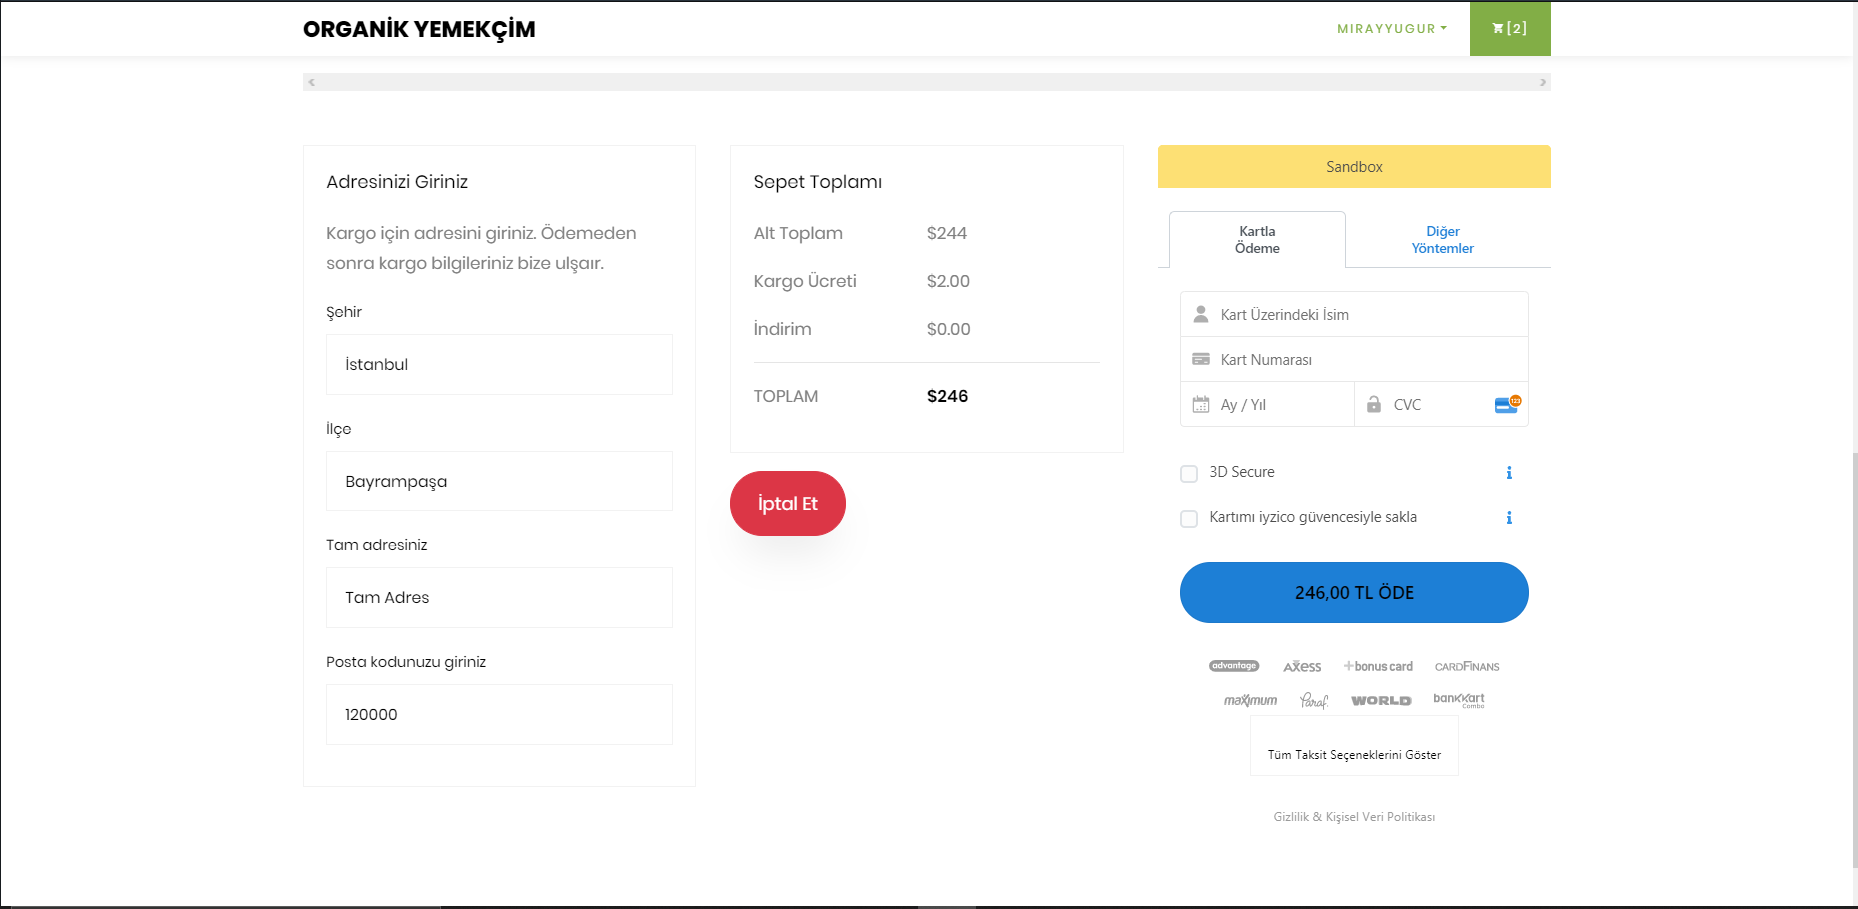 ORGANİK YEMEKÇİM
MIRAYYUGUR
[2]
Adresinizi Giriniz
Kargo için adresini giriniz. Ödemeden
sonra kargo bilgileriniz bize ulşaır.
Şehir
İstanbul
İlçe
Bayrampaşa
Tam adresiniz
Tam Adres
Posta kodunuzu giriniz
120000
Sepet Toplamı
Alt Toplam $244
Kargo Ücreti $2.00
İndirim $0.00
TOPLAM $246
İptal Et
Sandbox
Kartla
Ödeme
Diğer
Yöntemler
Kart Üzerindeki İsim
Kart Numarası
Ay / Yıl
CVC
123
3D Secure
Kartımı iyzico güvencesiyle sakla
246,00 TL ÖDE
advantage AXESS +bonus card CARDFINANS
maximum Paraf WORLD bankKart
Combo
Tüm Taksit Seçeneklerini Göster
Gizlilik & Kişisel Veri Politikası